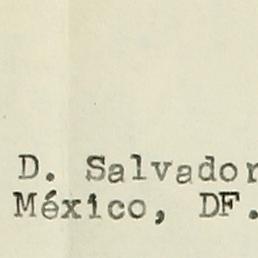 D. Salvador
México, DF.